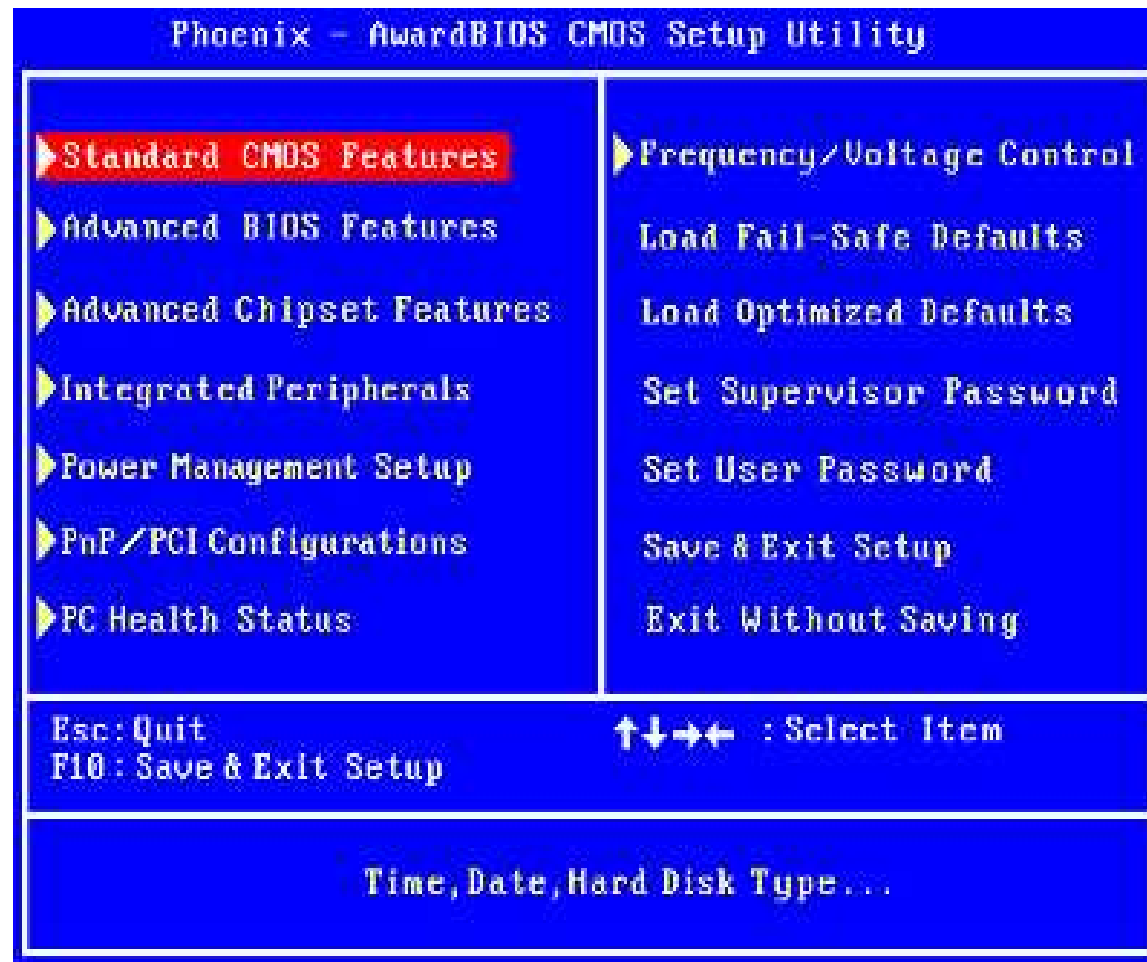 Phoenix - AwardBIOS CMOS Setup Utility
Standard CMOS Features
Advanced BIOS Features
Advanced Chipset Features
Integrated Peripherals
Power Management Setup
PnP/PCI Configurations
PC Health Status
Frequency/Voltage Control
Load Fail-Safe Defaults
Load Optimized Defaults
Set Supervisor Password
Set User Password
Save & Exit Setup
Exit Without Saving
Esc:Quit
F10:Save & Exit Setup
↑↓→← :Select Item
Time,Date,Hard Disk Type...